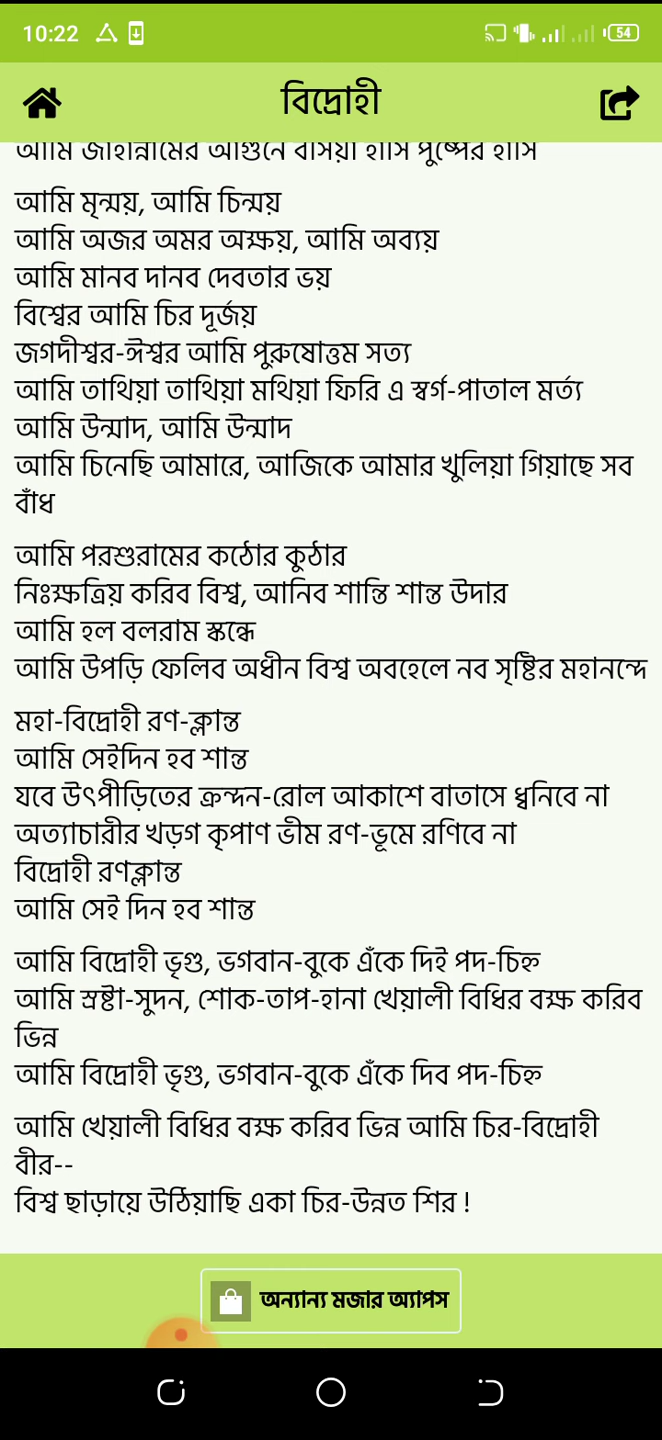 10:22
54
বিদ্রোহী
আমি জাহান্নামের আগুনে বসিয়া হাসি পুষ্পের হাসি
আমি মৃন্ময়, আমি চিন্ময়
আমি অজর অমর অক্ষয়, আমি অব্যয়
আমি মানব দানব দেবতার ভয়
বিশ্বের আমি চির দূর্জয়
জগদীশ্বর-ঈশ্বর আমি পুরুষোত্তম সত্য
আমি তাথিয়া তাথিয়া মথিয়া ফিরি এ স্বর্গ-পাতাল মর্ত্য
আমি উন্মাদ, আমি উন্মাদ
আমি চিনেছি আমারে, আজিকে আমার খুলিয়া গিয়াছে সব
বাঁধ
আমি পরশুরামের কঠোর কুঠার
নিঃক্ষত্রিয় করিব বিশ্ব, আনিব শান্তি শান্ত উদার
আমি হল বলরাম স্কন্ধে
আমি উপড়ি ফেলিব অধীন বিশ্ব অবহেলে নব সৃষ্টির মহানন্দে
মহা-বিদ্রোহী রণ-ক্লান্ত
আমি সেইদিন হব শান্ত
যবে উৎপীড়িতের ক্রন্দন-রোল আকাশে বাতাসে ধ্বনিবে না
অত্যাচারীর খড়গ কৃপাণ ভীম রণ-ভূমে রণিবে না
বিদ্রোহী রণক্লান্ত
আমি সেই দিন হব শান্ত
আমি বিদ্রোহী ভৃগু, ভগবান-বুকে এঁকে দিই পদ-চিহ্ন
আমি স্রষ্টা-সুদন, শোক-তাপ-হানা খেয়ালী বিধির বক্ষ করিব
ভিন্ন
আমি বিদ্রোহী ভৃগু, ভগবান-বুকে এঁকে দিব পদ-চিহ্ন
আমি খেয়ালী বিধির বক্ষ করিব ভিন্ন আমি চির-বিদ্রোহী
বীর--
বিশ্ব ছাড়ায়ে উঠিয়াছি একা চির-উন্নত শির !
অন্যান্য মজার অ্যাপস